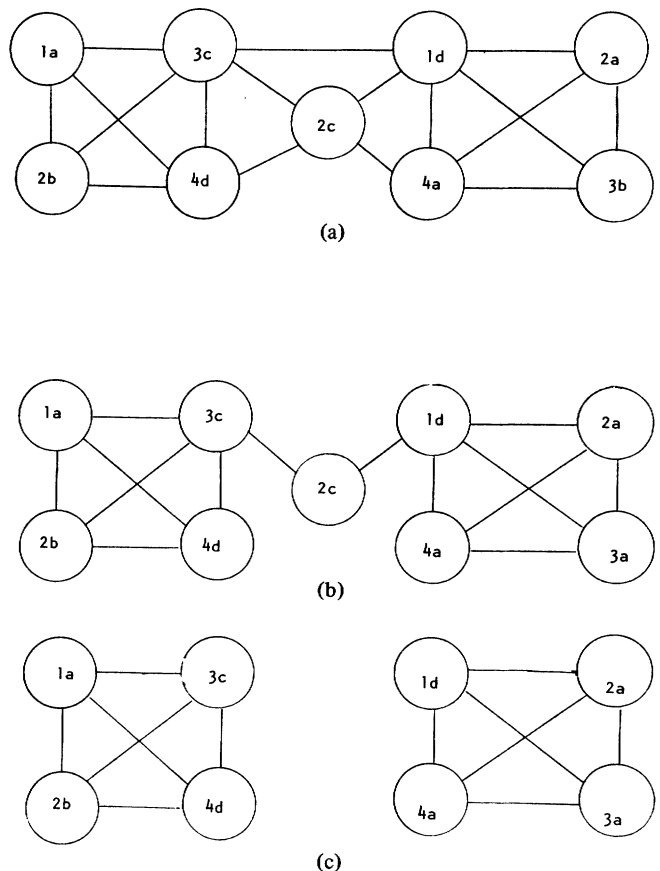 1a 3c 1d 2a
2c
2b 4d 4a 3b
(a)
1a 3c 1d 2a
2c
2b 4d 4a 3a
(b)
1a 3c 1d 2a
2b 4d 4a 3a
(c)